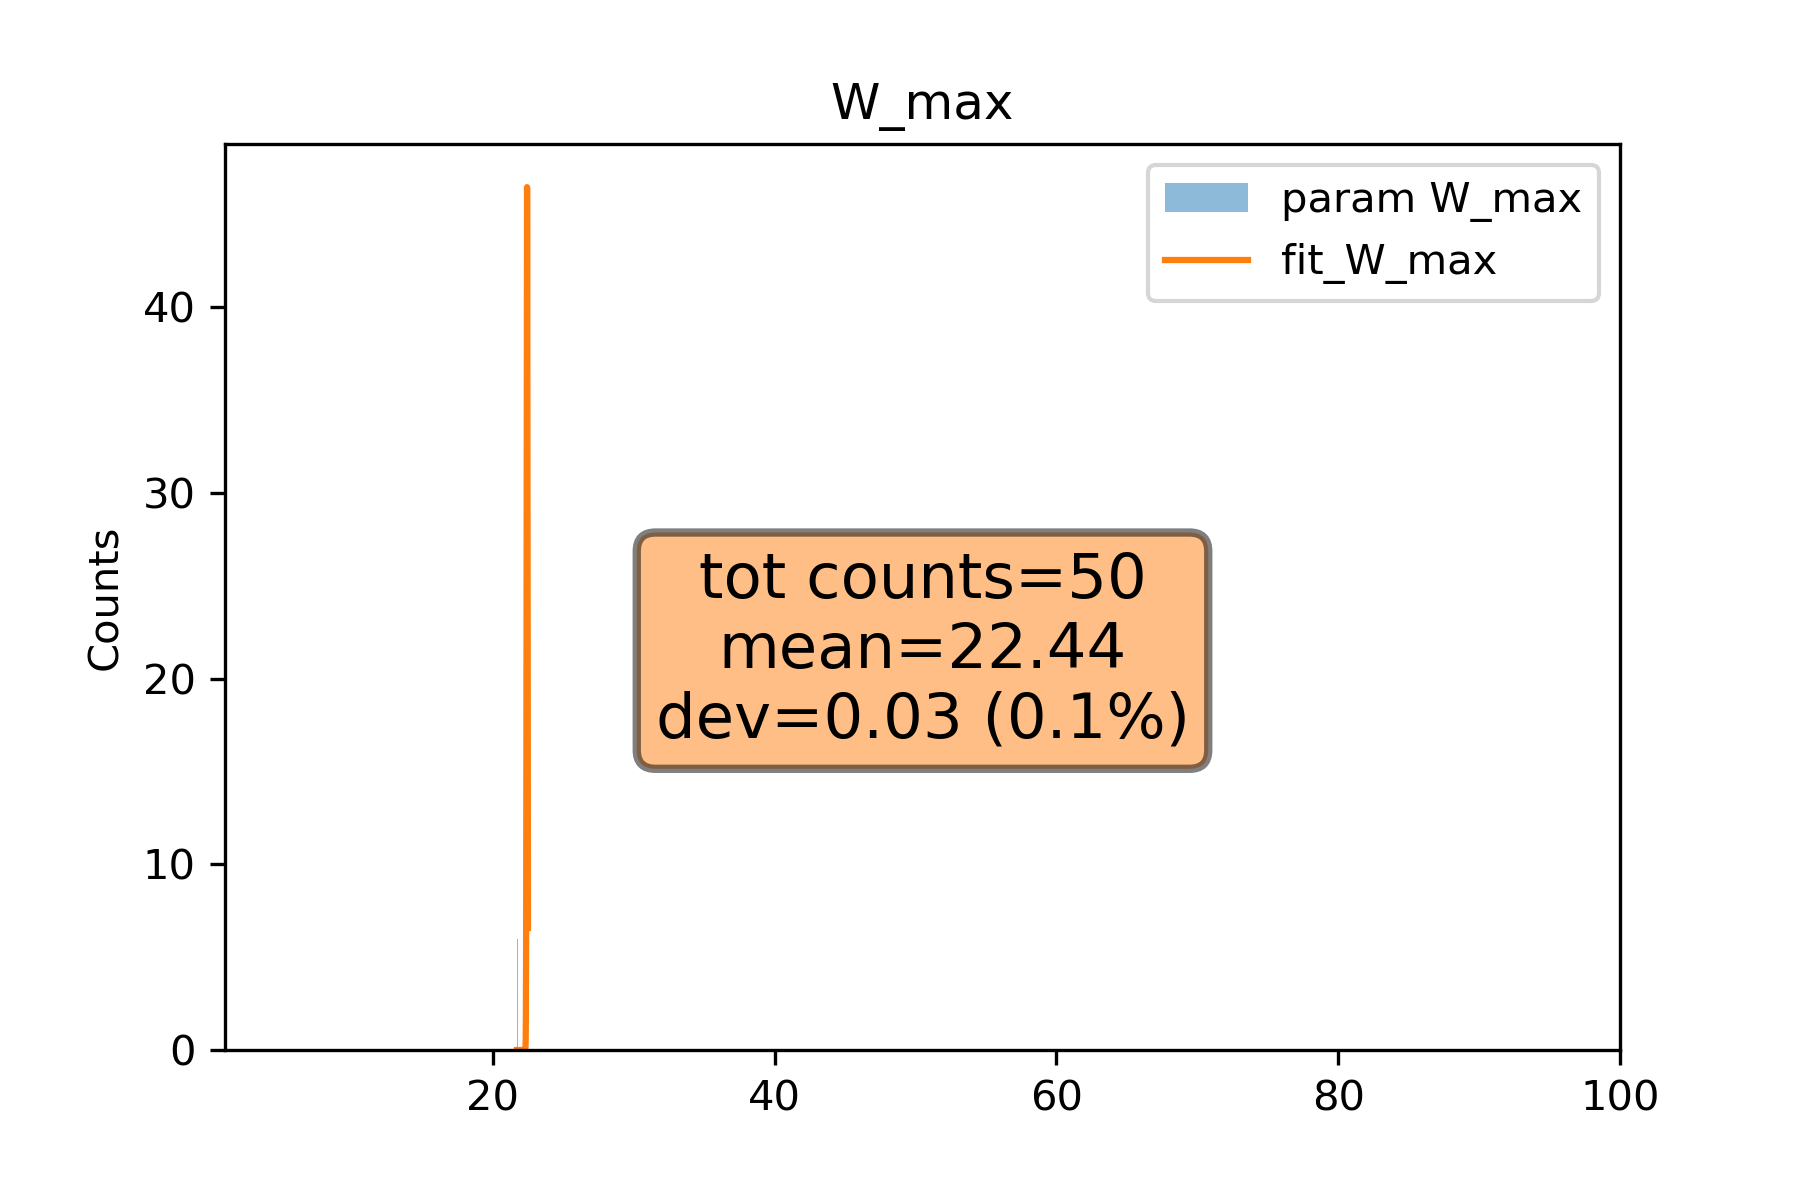 W_max
param W_max
fit_W_max
Counts
40
30
20
10
0
tot counts=50
mean=22.44
dev=0.03 (0.1%)
20 40 60 80 100